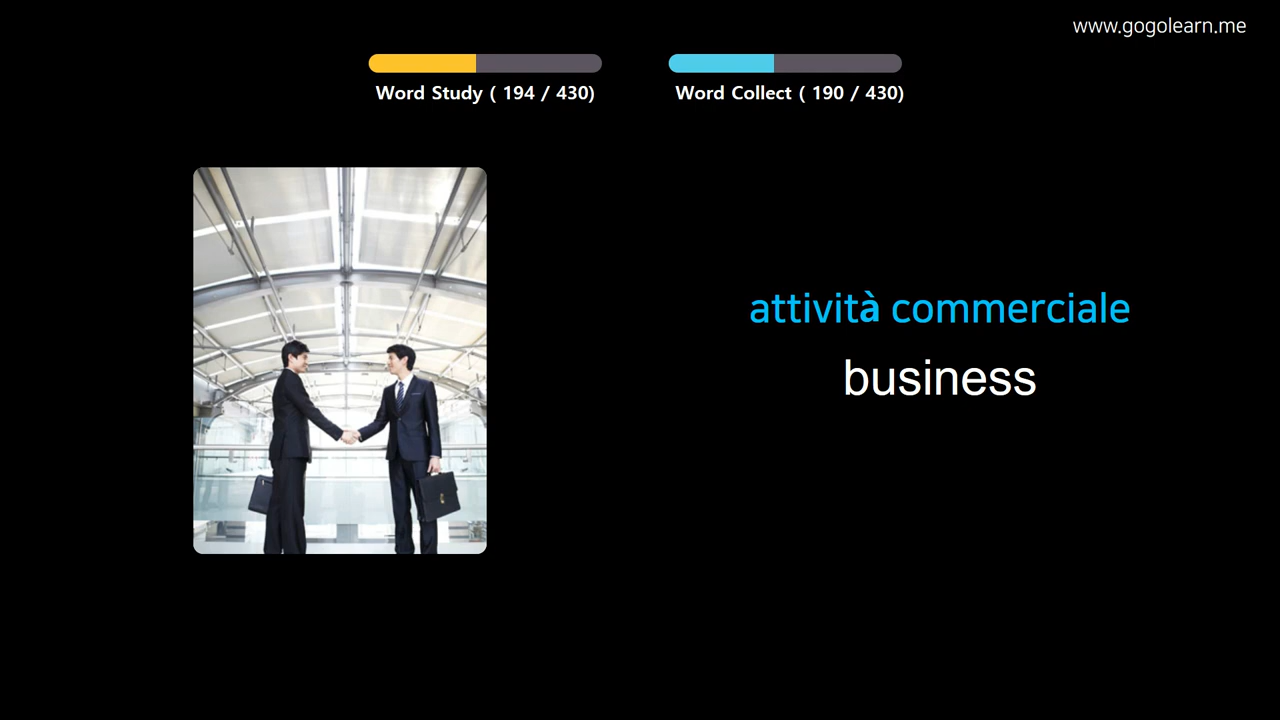 www.gogolearn.me
Word Study ( 194 / 430)
Word Collect ( 190 / 430)
attività commerciale
business